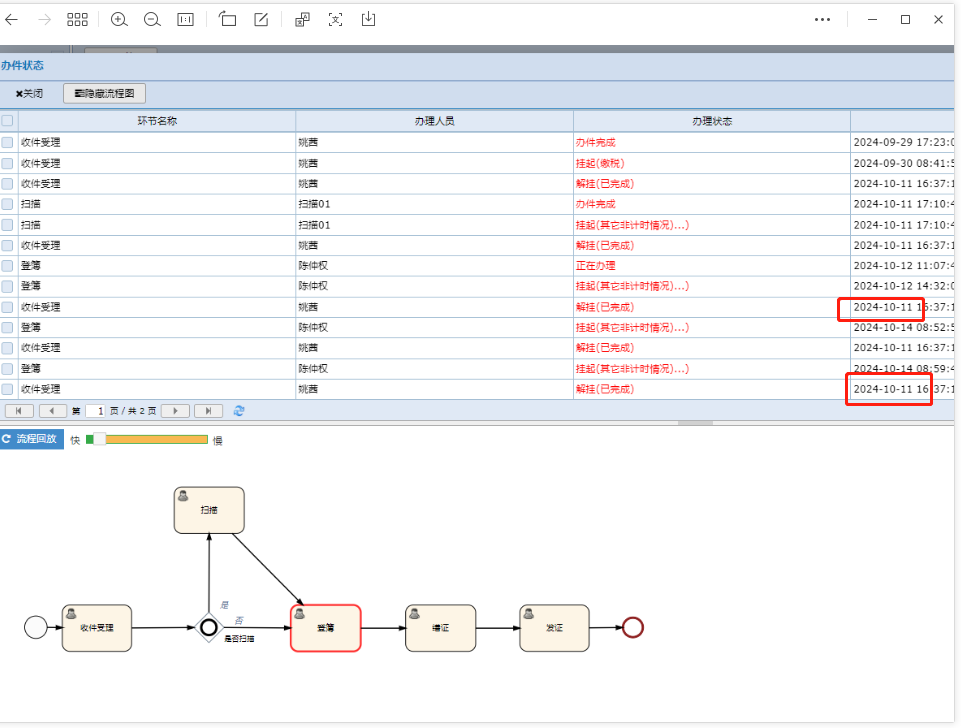 办件状态
✖关闭 隐藏流程图
环节名称 办理人员 办理状态
收件受理 姚茜 办件完成 2024-09-29 17:23:0
收件受理 姚茜 挂起(缴税) 2024-09-30 08:41:5
收件受理 姚茜 解挂(已完成) 2024-10-11 16:37:1
扫描 扫描01 办件完成 2024-10-11 17:10:4
扫描 扫描01 挂起(其它非计时情况)...) 2024-10-11 17:10:4
收件受理 姚茜 解挂(已完成) 2024-10-11 16:37:1
登簿 陈仲权 正在办理 2024-10-12 11:07:4
登簿 陈仲权 挂起(其它非计时情况)...) 2024-10-12 14:32:0
收件受理 姚茜 解挂(已完成) 2024-10-11 16:37:1
登簿 陈仲权 挂起(其它非计时情况)...) 2024-10-14 08:52:5
收件受理 姚茜 解挂(已完成) 2024-10-11 16:37:1
登簿 陈仲权 挂起(其它非计时情况)...) 2024-10-14 08:59:4
收件受理 姚茜 解挂(已完成) 2024-10-11 16:37:1
第 1 页/共 2 页
流程回放 快 慢
扫描
是
否
收件受理 是否扫描 登簿 缮证 发证